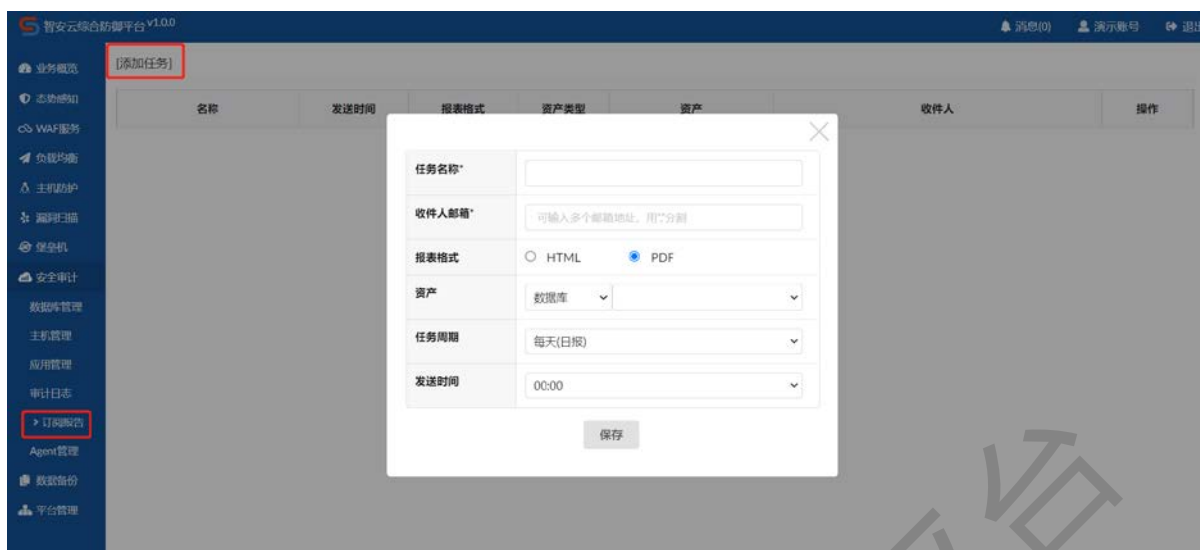 智安云综合防御平台 V1.0.0
消息(0) 演示账号 退出
业务概览
态势感知
WAF服务
负载均衡
主机防护
漏洞扫描
堡垒机
安全审计
数据库管理
主机管理
应用管理
审计日志
订阅报告
Agent管理
数据备份
平台管理
[添加任务]
名称 发送时间 报表格式 资产类型 资产 收件人 操作
任务名称*
收件人邮箱* 可输入多个邮箱地址，用";"分割
报表格式 HTML PDF
资产 数据库
任务周期 每天(日报)
发送时间 00:00
保存
平台